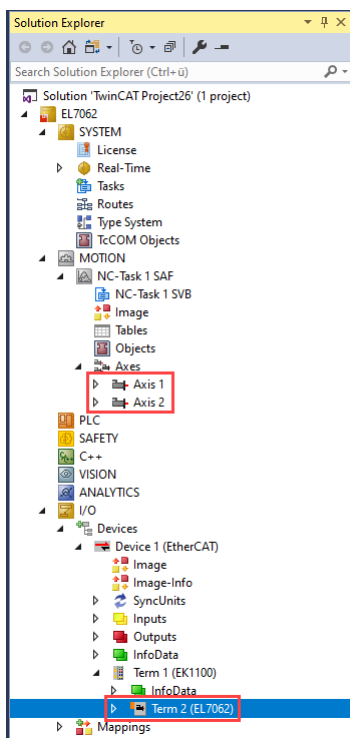 Solution Explorer
Search Solution Explorer (Ctrl+ü)
Solution 'TwinCAT Project26' (1 project)
EL7062
SYSTEM
License
Real-Time
Tasks
Routes
Type System
TcCOM Objects
MOTION
NC-Task 1 SAF
NC-Task 1 SVB
Image
Tables
Objects
Axes
Axis 1
Axis 2
PLC
SAFETY
C++
VISION
ANALYTICS
I/O
Devices
Device 1 (EtherCAT)
Image
Image-Info
SyncUnits
Inputs
Outputs
InfoData
Term 1 (EK1100)
InfoData
Term 2 (EL7062)
Mappings